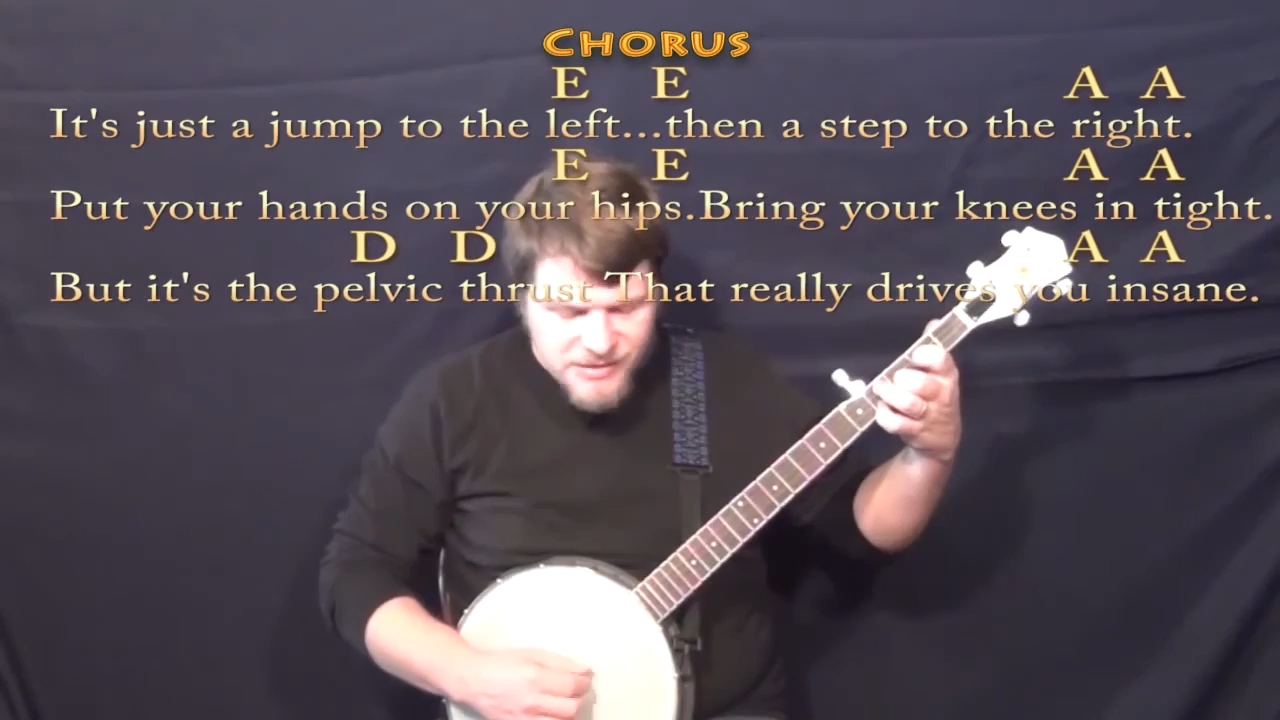 CHORUS
E E A A
It's just a jump to the left...then a step to the right.
E E A A
Put your hands on your hips.Bring your knees in tight.
D D A A
But it's the pelvic thrust That really drives you insane.